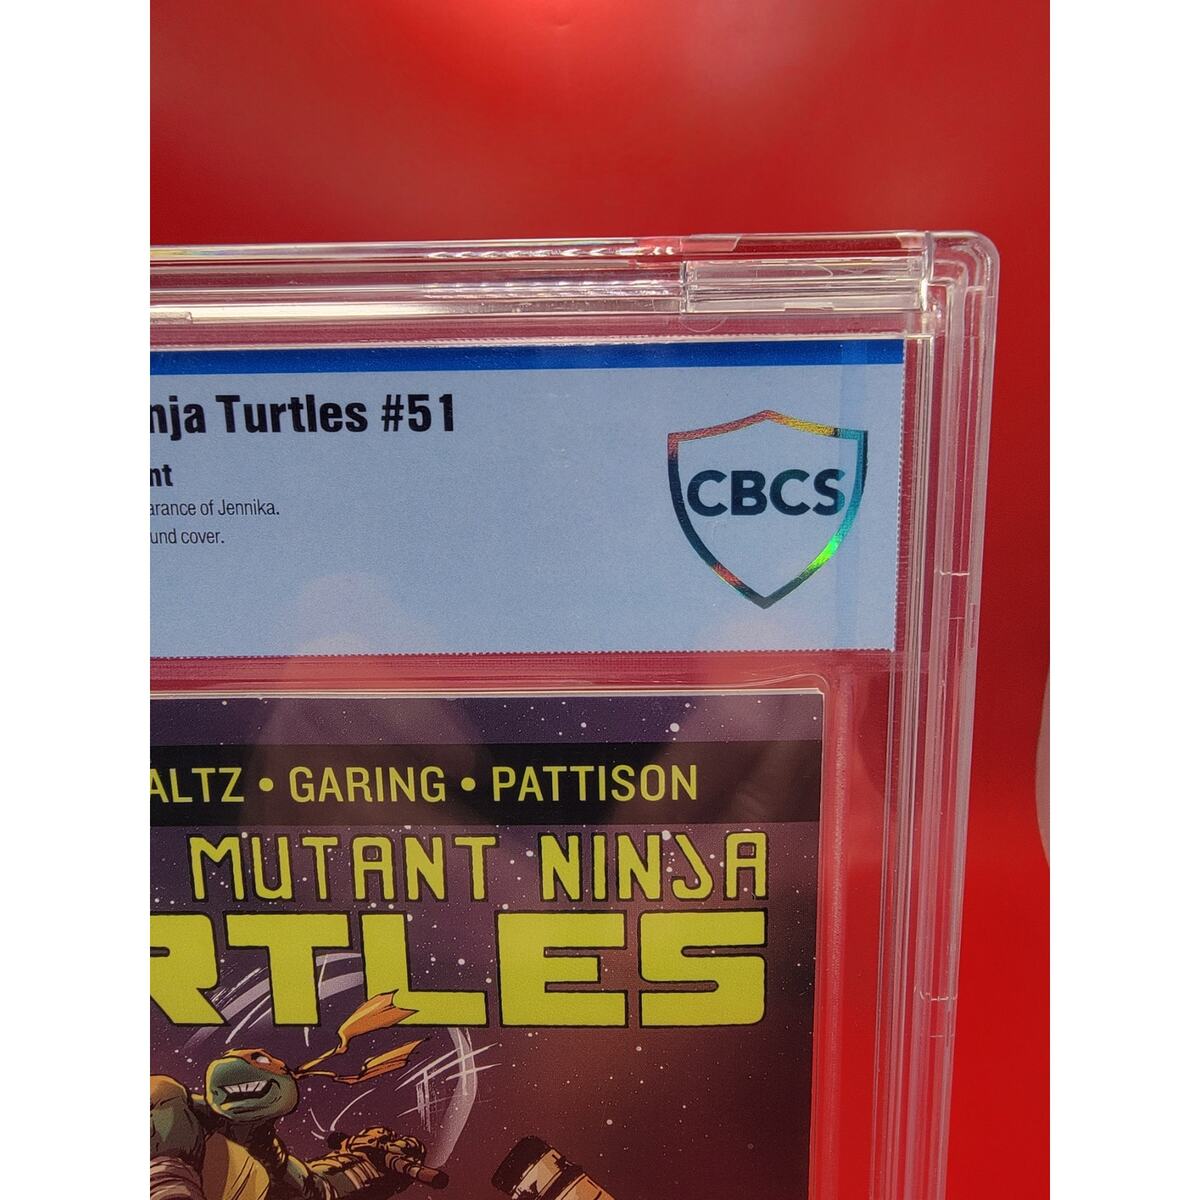 nja Turtles #51
nt
arance of Jennika.
und cover.
CBCS
ALTZ • GARING • PATTISON
MUTANT NINJA
RTLES